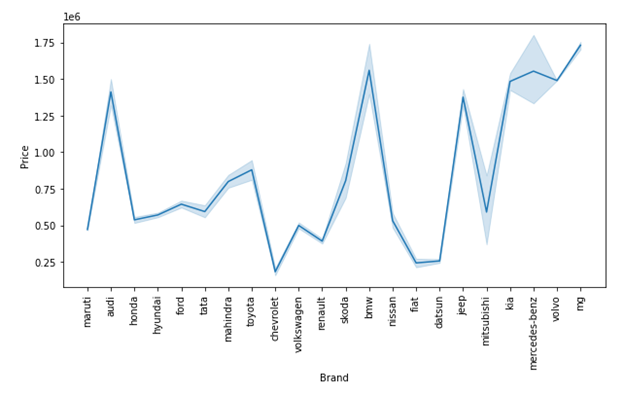 1e6
1.75
1.50
1.25
1.00
0.75
0.50
0.25
Price
maruti
audi
honda
hyundai
ford
tata
mahindra
toyota
chevrolet
volkswagen
renault
skoda
bmw
nissan
fiat
datsun
jeep
mitsubishi
kia
mercedes-benz
volvo
mg
Brand